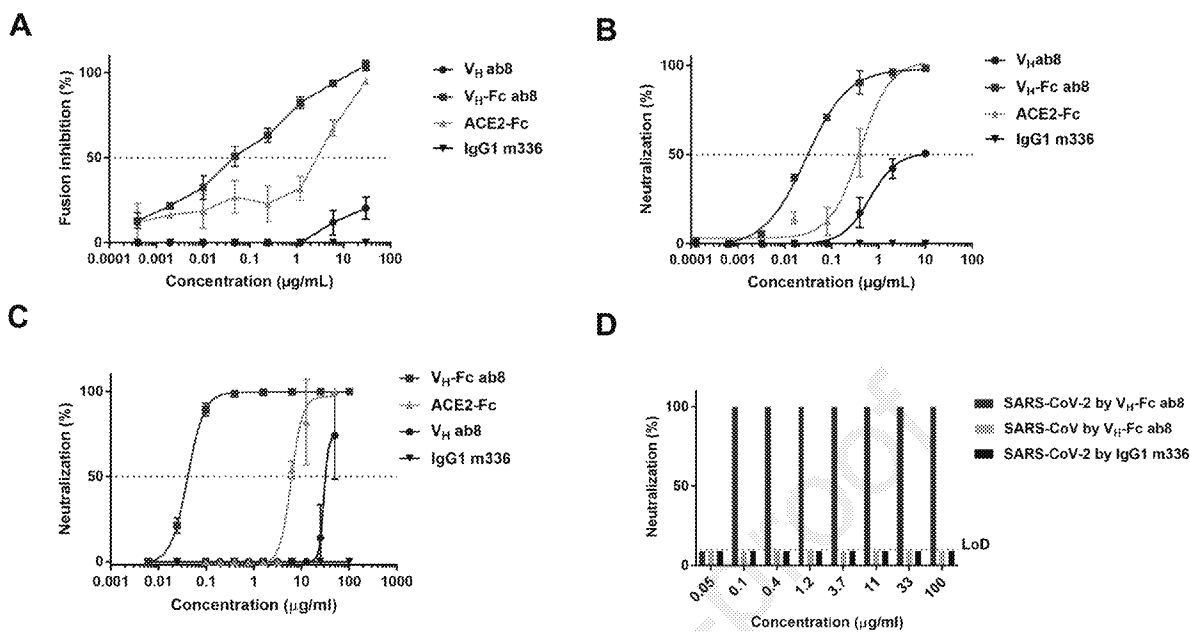 A
Fusion inhibition (%)
100
50
0
0.0001 0.001 0.01 0.1 1 10 100
Concentration (µg/mL)
VH ab8
VH-Fc ab8
ACE2-Fc
IgG1 m336
B
Neutralization (%)
100
50
0
0.0001 0.001 0.01 0.1 1 10 100
Concentration (µg/mL)
VHab8
VH-Fc ab8
ACE2-Fc
IgG1 m336
C
Neutralization (%)
100
50
0
0.001 0.01 0.1 1 10 100 1000
Concentration (µg/ml)
VH-Fc ab8
ACE2-Fc
VH ab8
IgG1 m336
D
Neutralization (%)
100
50
0
0.05 0.1 0.4 1.2 3.7 11 33 100
Concentration (µg/ml)
SARS-CoV-2 by VH-Fc ab8
SARS-CoV by VH-Fc ab8
SARS-CoV-2 by IgG1 m336
LoD